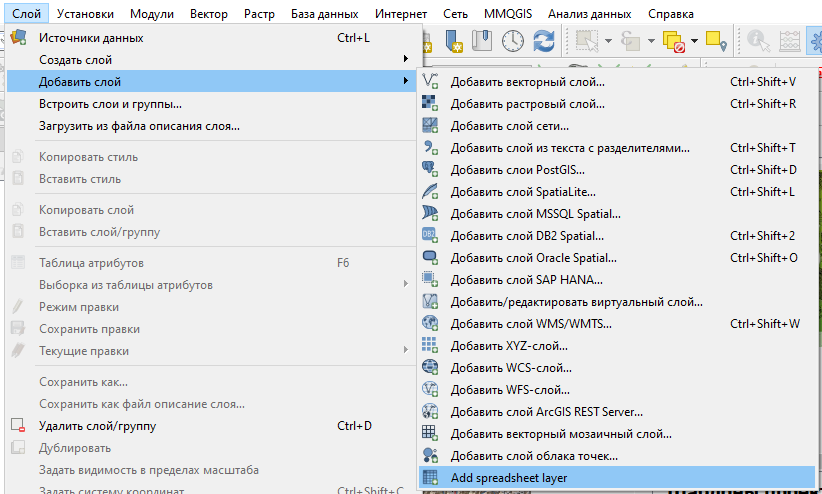 Слой Установки Модули Вектор Растр База данных Интернет Сеть MMQGIS Анализ данных Справка
Источники данных Ctrl+L
Создать слой
Добавить слой
Встроить слои и группы...
Загрузить из файла описания слоя...
Копировать стиль
Вставить стиль
Копировать слой
Вставить слой/группу
Таблица атрибутов F6
Выборка из таблицы атрибутов
Режим правки
Сохранить правки
Текущие правки
Сохранить как...
Сохранить как файл описание слоя...
Удалить слой/группу Ctrl+D
Дублировать
Задать видимость в пределах масштаба
Задать систему координат Ctrl+Shift+C
Добавить векторный слой... Ctrl+Shift+V
Добавить растровый слой... Ctrl+Shift+R
Добавить слой сети...
Добавить слой из текста с разделителями... Ctrl+Shift+T
Добавить слои PostGIS... Ctrl+Shift+D
Добавить слой SpatiaLite... Ctrl+Shift+L
Добавить слой MSSQL Spatial...
Добавить слой DB2 Spatial... Ctrl+Shift+2
Добавить слой Oracle Spatial... Ctrl+Shift+O
Добавить слой SAP HANA...
Добавить/редактировать виртуальный слой...
Добавить слой WMS/WMTS... Ctrl+Shift+W
Добавить XYZ-слой...
Добавить WCS-слой...
Добавить WFS-слой...
Добавить слой ArcGIS REST Server...
Добавить векторный мозаичный слой...
Добавить слой облака точек...
Add spreadsheet layer